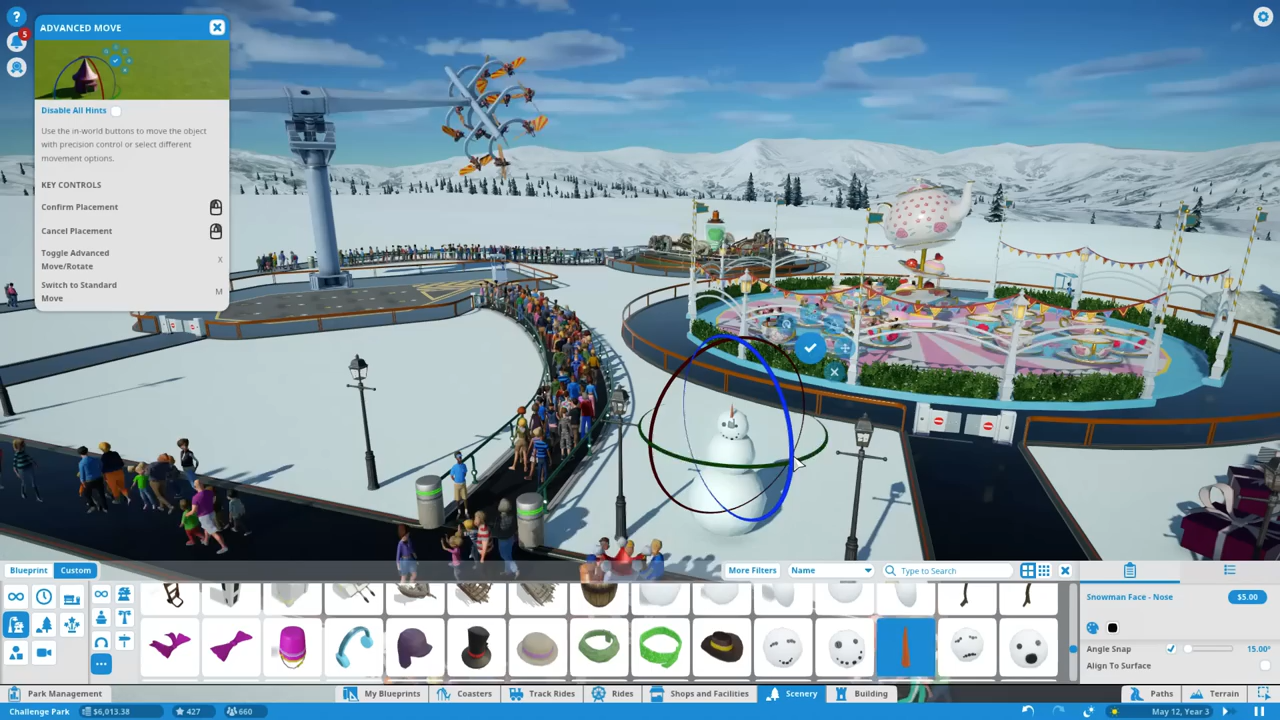 ?
5
ADVANCED MOVE
Disable All Hints
Use the in-world buttons to move the object
with precision control or select different
movement options.
KEY CONTROLS
Confirm Placement
Cancel Placement
Toggle Advanced
Move/Rotate
X
Switch to Standard
Move
M
Blueprint
Custom
More Filters
Name
Type to Search
Snowman Face - Nose
$5.00
Angle Snap
15.00°
Align To Surface
Park Management
My Blueprints
Coasters
Track Rides
Rides
Shops and Facilities
Scenery
Building
Paths
Terrain
Challenge Park
$6,013.38
427
660
May 12, Year 3